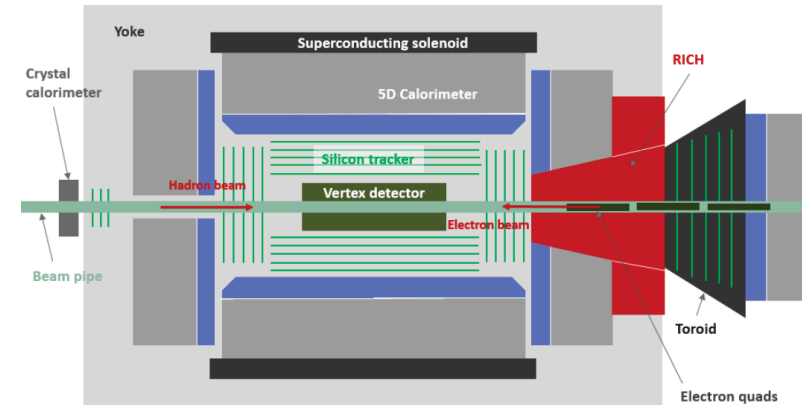 Yoke
Superconducting solenoid
RICH
Crystal
calorimeter
5D Calorimeter
Silicon tracker
Hadron beam
Vertex detector
Electron beam
Beam pipe
Toroid
Electron quads